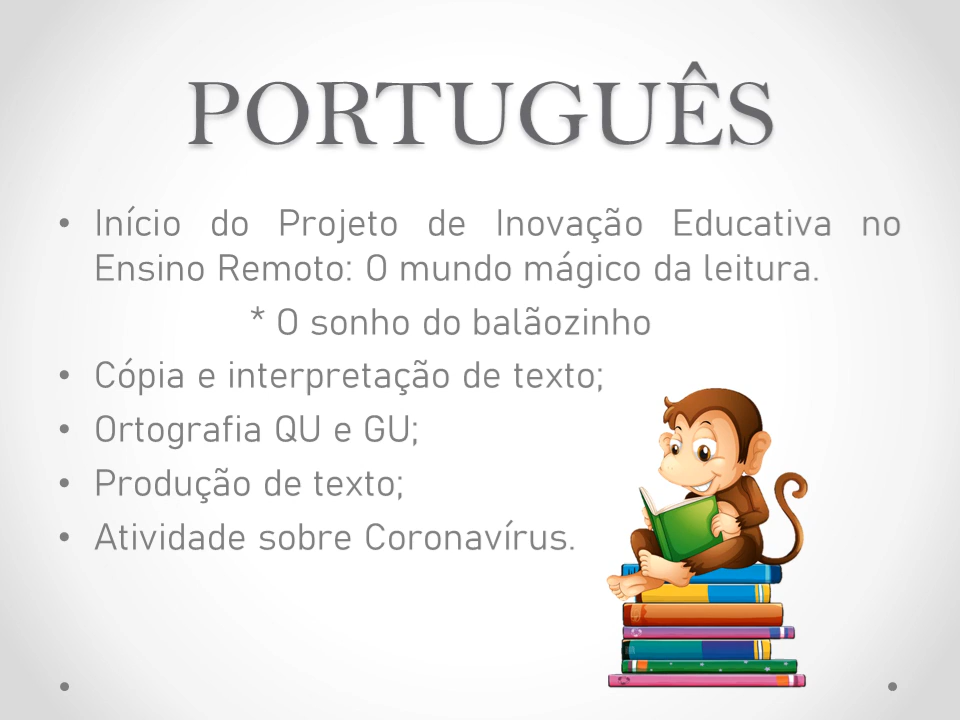 PORTUGUÊS
• Início do Projeto de Inovação Educativa no
Ensino Remoto: O mundo mágico da leitura.
* O sonho do balãozinho
• Cópia e interpretação de texto;
• Ortografia QU e GU;
• Produção de texto;
• Atividade sobre Coronavírus.